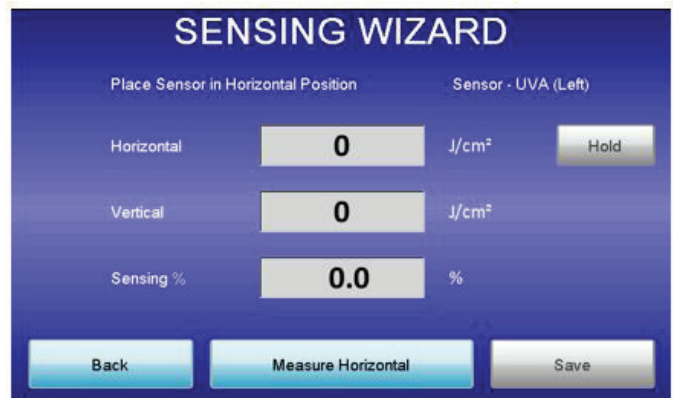 SENSING WIZARD
Place Sensor in Horizontal Position Sensor - UVA (Left)
Horizontal 0 J/cm² Hold
Vertical 0 J/cm²
Sensing % 0.0 %
Back Measure Horizontal Save